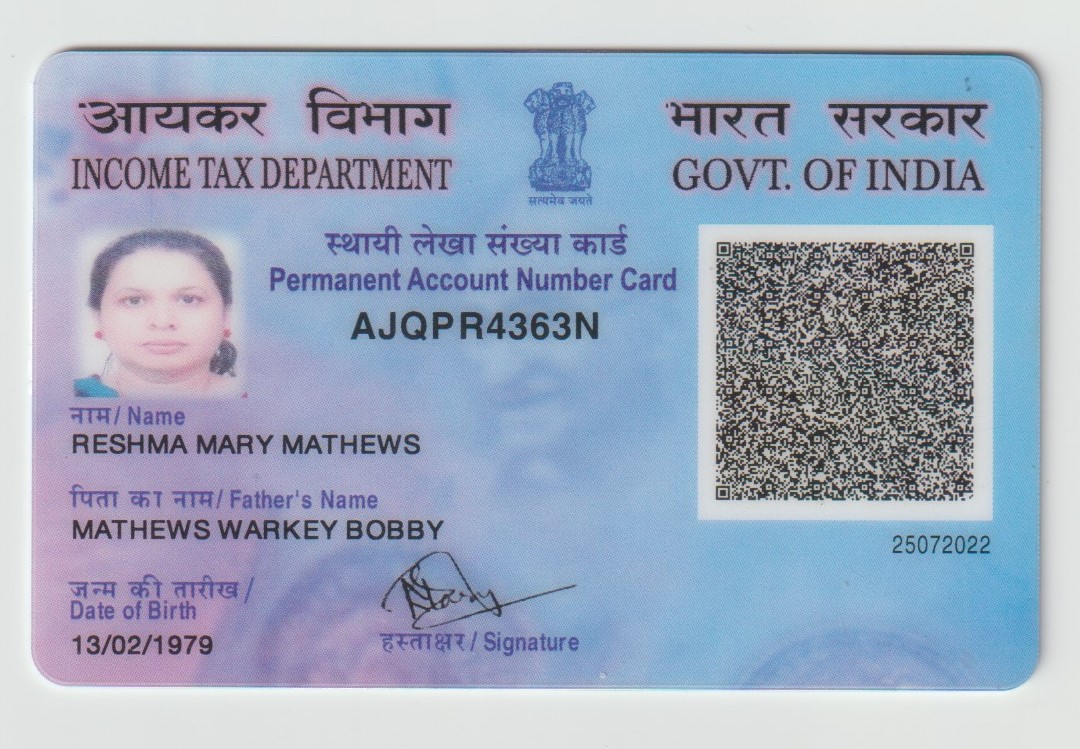 आयकर विभाग
INCOME TAX DEPARTMENT
सत्यमेव जयते
भारत सरकार
GOVT. OF INDIA
स्थायी लेखा संख्या कार्ड
Permanent Account Number Card
AJQPR4363N
नाम/ Name
RESHMA MARY MATHEWS
पिता का नाम/ Father's Name
MATHEWS WARKEY BOBBY
25072022
जन्म की तारीख/
Date of Birth
13/02/1979
हस्ताक्षर/ Signature